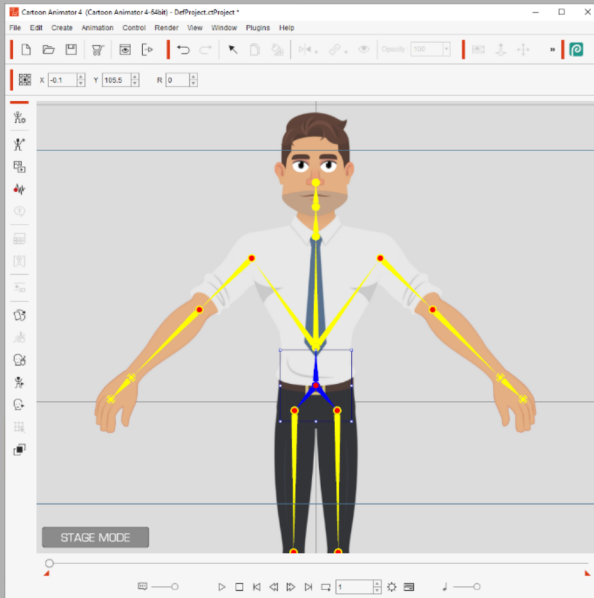 Cartoon Animator 4 (Cartoon Animator 4-64bit) - DefProject.ctProject *
File Edit Create Animation Control Render View Window Plugins Help
Opacity: 100
X -0.1 Y 105.5 R 0
STAGE MODE
1